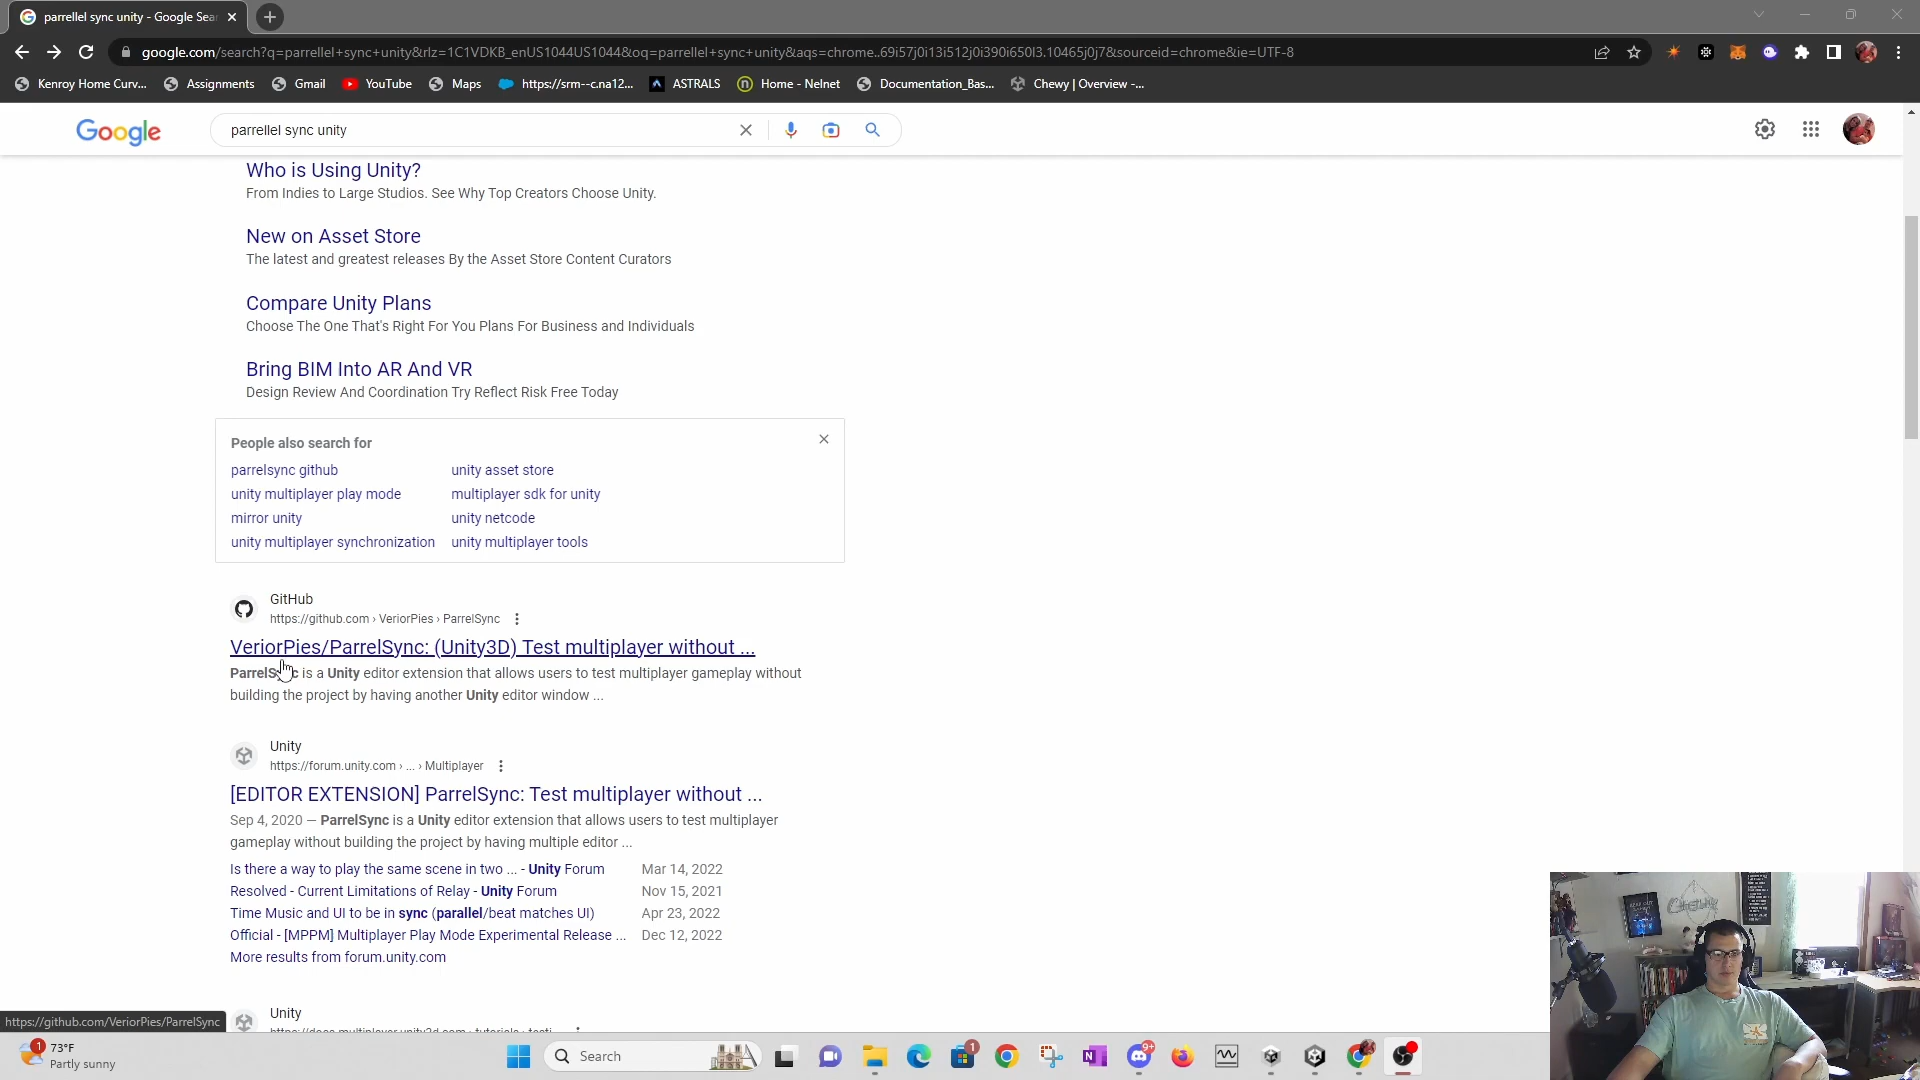 parrellel sync unity - Google Sear
google.com/search?q=parrellel+sync+unity&rlz=1C1VDKB_enUS1044US1044&oq=parrellel+sync+unity&aqs=chrome..69i57j0i13i512j0i390i650l3.10465j0j7&sourceid=chrome&ie=UTF-8
Kenroy Home Curv... Assignments Gmail YouTube Maps https://srm--c.na12... ASTRALS Home - Nelnet Documentation_Bas... Chewy | Overview -...
Google parrellel sync unity
Who is Using Unity?
From Indies to Large Studios. See Why Top Creators Choose Unity.
New on Asset Store
The latest and greatest releases By the Asset Store Content Curators
Compare Unity Plans
Choose The One That's Right For You Plans For Business and Individuals
Bring BIM Into AR And VR
Design Review And Coordination Try Reflect Risk Free Today
People also search for
parrelsync github unity asset store
unity multiplayer play mode multiplayer sdk for unity
mirror unity unity netcode
unity multiplayer synchronization unity multiplayer tools
GitHub
https://github.com › VeriorPies › ParrelSync
VeriorPies/ParrelSync: (Unity3D) Test multiplayer without ...
ParrelSync is a Unity editor extension that allows users to test multiplayer gameplay without
building the project by having another Unity editor window ...
Unity
https://forum.unity.com › ... › Multiplayer
[EDITOR EXTENSION] ParrelSync: Test multiplayer without ...
Sep 4, 2020 — ParrelSync is a Unity editor extension that allows users to test multiplayer
gameplay without building the project by having multiple editor ...
Is there a way to play the same scene in two ... - Unity Forum Mar 14, 2022
Resolved - Current Limitations of Relay - Unity Forum Nov 15, 2021
Time Music and UI to be in sync (parallel/beat matches UI) Apr 23, 2022
Official - [MPPM] Multiplayer Play Mode Experimental Release ... Dec 12, 2022
More results from forum.unity.com
Unity
https://github.com/VeriorPies/ParrelSync
1 73°F
Partly sunny
Search
1
9+